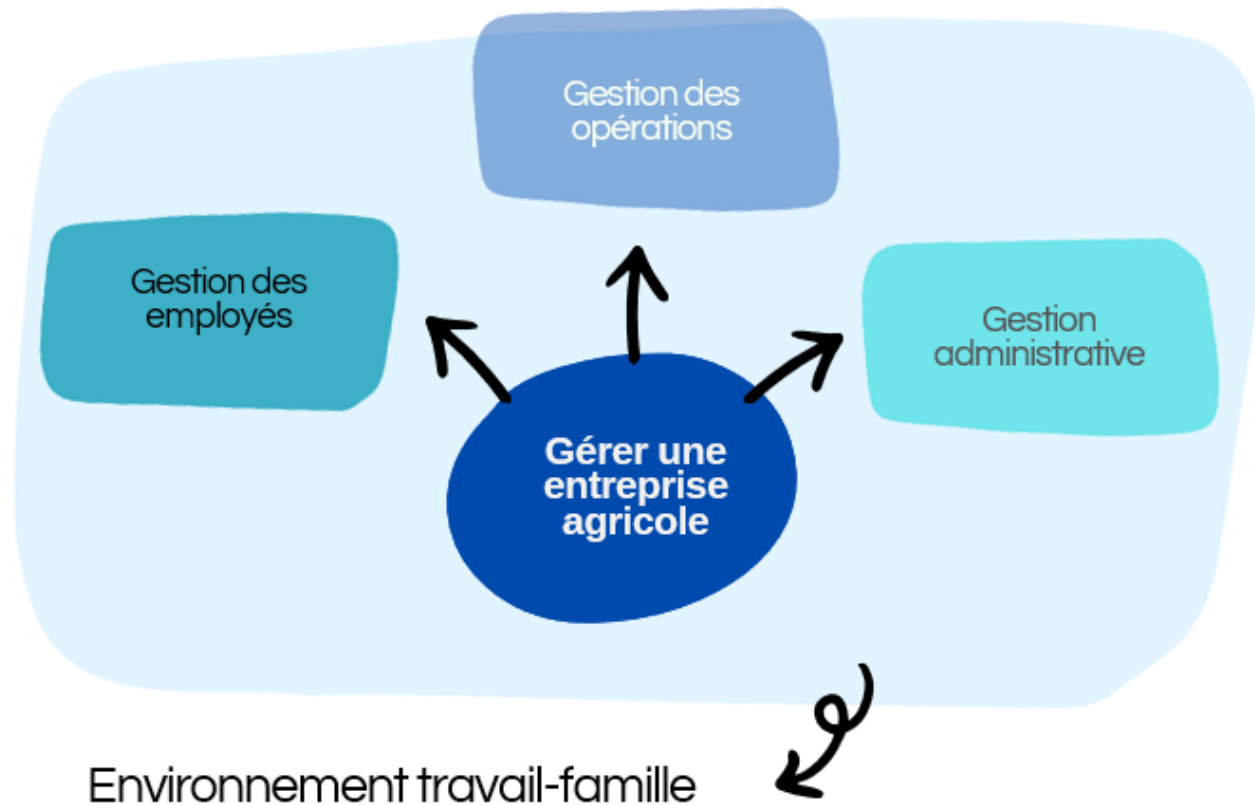 Gestion des
opérations
Gestion des
employés
Gestion
administrative
Gérer une
entreprise
agricole
Environnement travail-famille